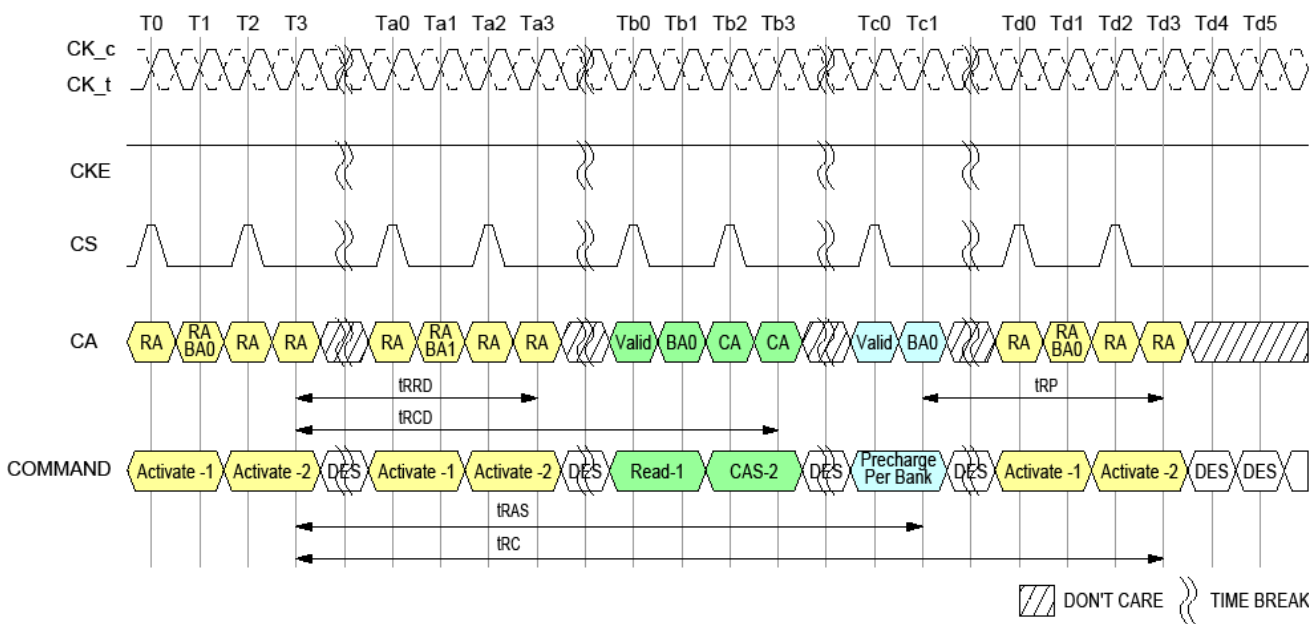 T0 T1 T2 T3 Ta0 Ta1 Ta2 Ta3 Tb0 Tb1 Tb2 Tb3 Tc0 Tc1 Td0 Td1 Td2 Td3 Td4 Td5
CK_c
CK_t
CKE
CS
CA RA RA BA0 RA RA RA RA BA1 RA RA Valid BA0 CA CA Valid BA0 RA RA BA0 RA RA
tRRD tRP
tRCD
COMMAND Activate -1 Activate -2 DES Activate -1 Activate -2 DES Read-1 CAS-2 DES Precharge Per Bank DES Activate -1 Activate -2 DES DES
tRAS
tRC
DON'T CARE TIME BREAK